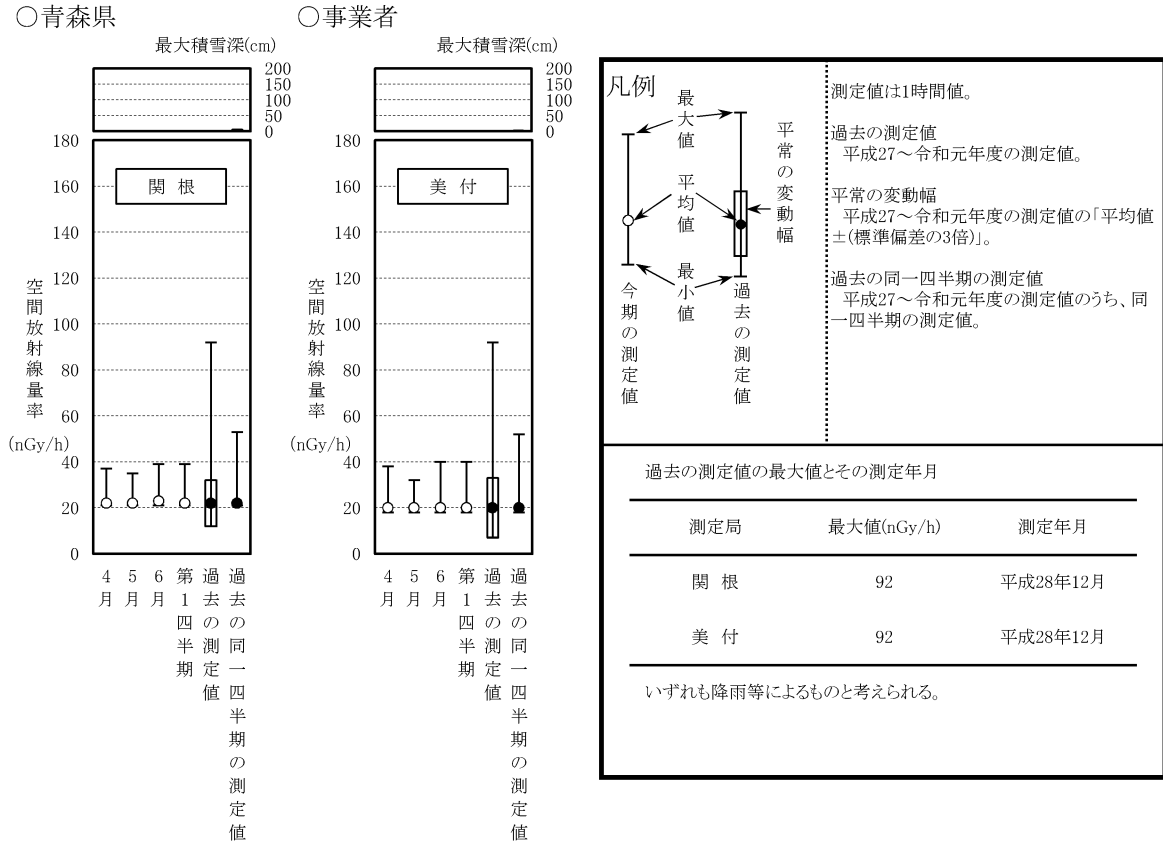 ○青森県
最大積雪深(cm)
200
150
100
50
0
180
160
140
120
100
80
60
40
20
0
関 根
空間放射線量率
(nGy/h)
4月
5月
6月
第1四半期
過去の測定値
過去の同一四半期の測定値
○事業者
最大積雪深(cm)
200
150
100
50
0
180
160
140
120
100
80
60
40
20
0
美 付
空間放射線量率
(nGy/h)
4月
5月
6月
第1四半期
過去の測定値
過去の同一四半期の測定値
凡例
最大値
平均値
最小値
平常の変動幅
今期の測定値
過去の測定値
測定値は1時間値。
過去の測定値
平成27～令和元年度の測定値。
平常の変動幅
平成27～令和元年度の測定値の「平均値
±(標準偏差の3倍)」。
過去の同一四半期の測定値
平成27～令和元年度の測定値のうち、同
一四半期の測定値。
過去の測定値の最大値とその測定年月
測定局 最大値(nGy/h) 測定年月
関 根 92 平成28年12月
美 付 92 平成28年12月
いずれも降雨等によるものと考えられる。